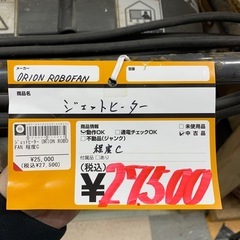 メーカー
ORION ROBOFAN
型番
商品名
ジェットヒーター
商品情報
動作OK
通電チェックOK
不動品(ジャンク)
未使用品
中古品
程度C
付属品
あり
(税込)
¥27500
ジェットヒーター ORION ROBO
FAN 程度C
¥25,000
(税込¥27,500)